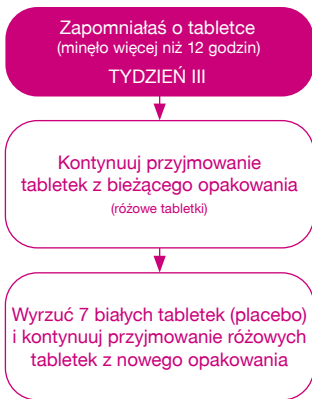 Zapomniałaś o tabletce
(minęło więcej niż 12 godzin)
TYDZIEŃ III
Kontynuuj przyjmowanie
tabletek z bieżącego opakowania
(różowe tabletki)
Wyrzuć 7 białych tabletek (placebo)
i kontynuuj przyjmowanie różowych
tabletek z nowego opakowania